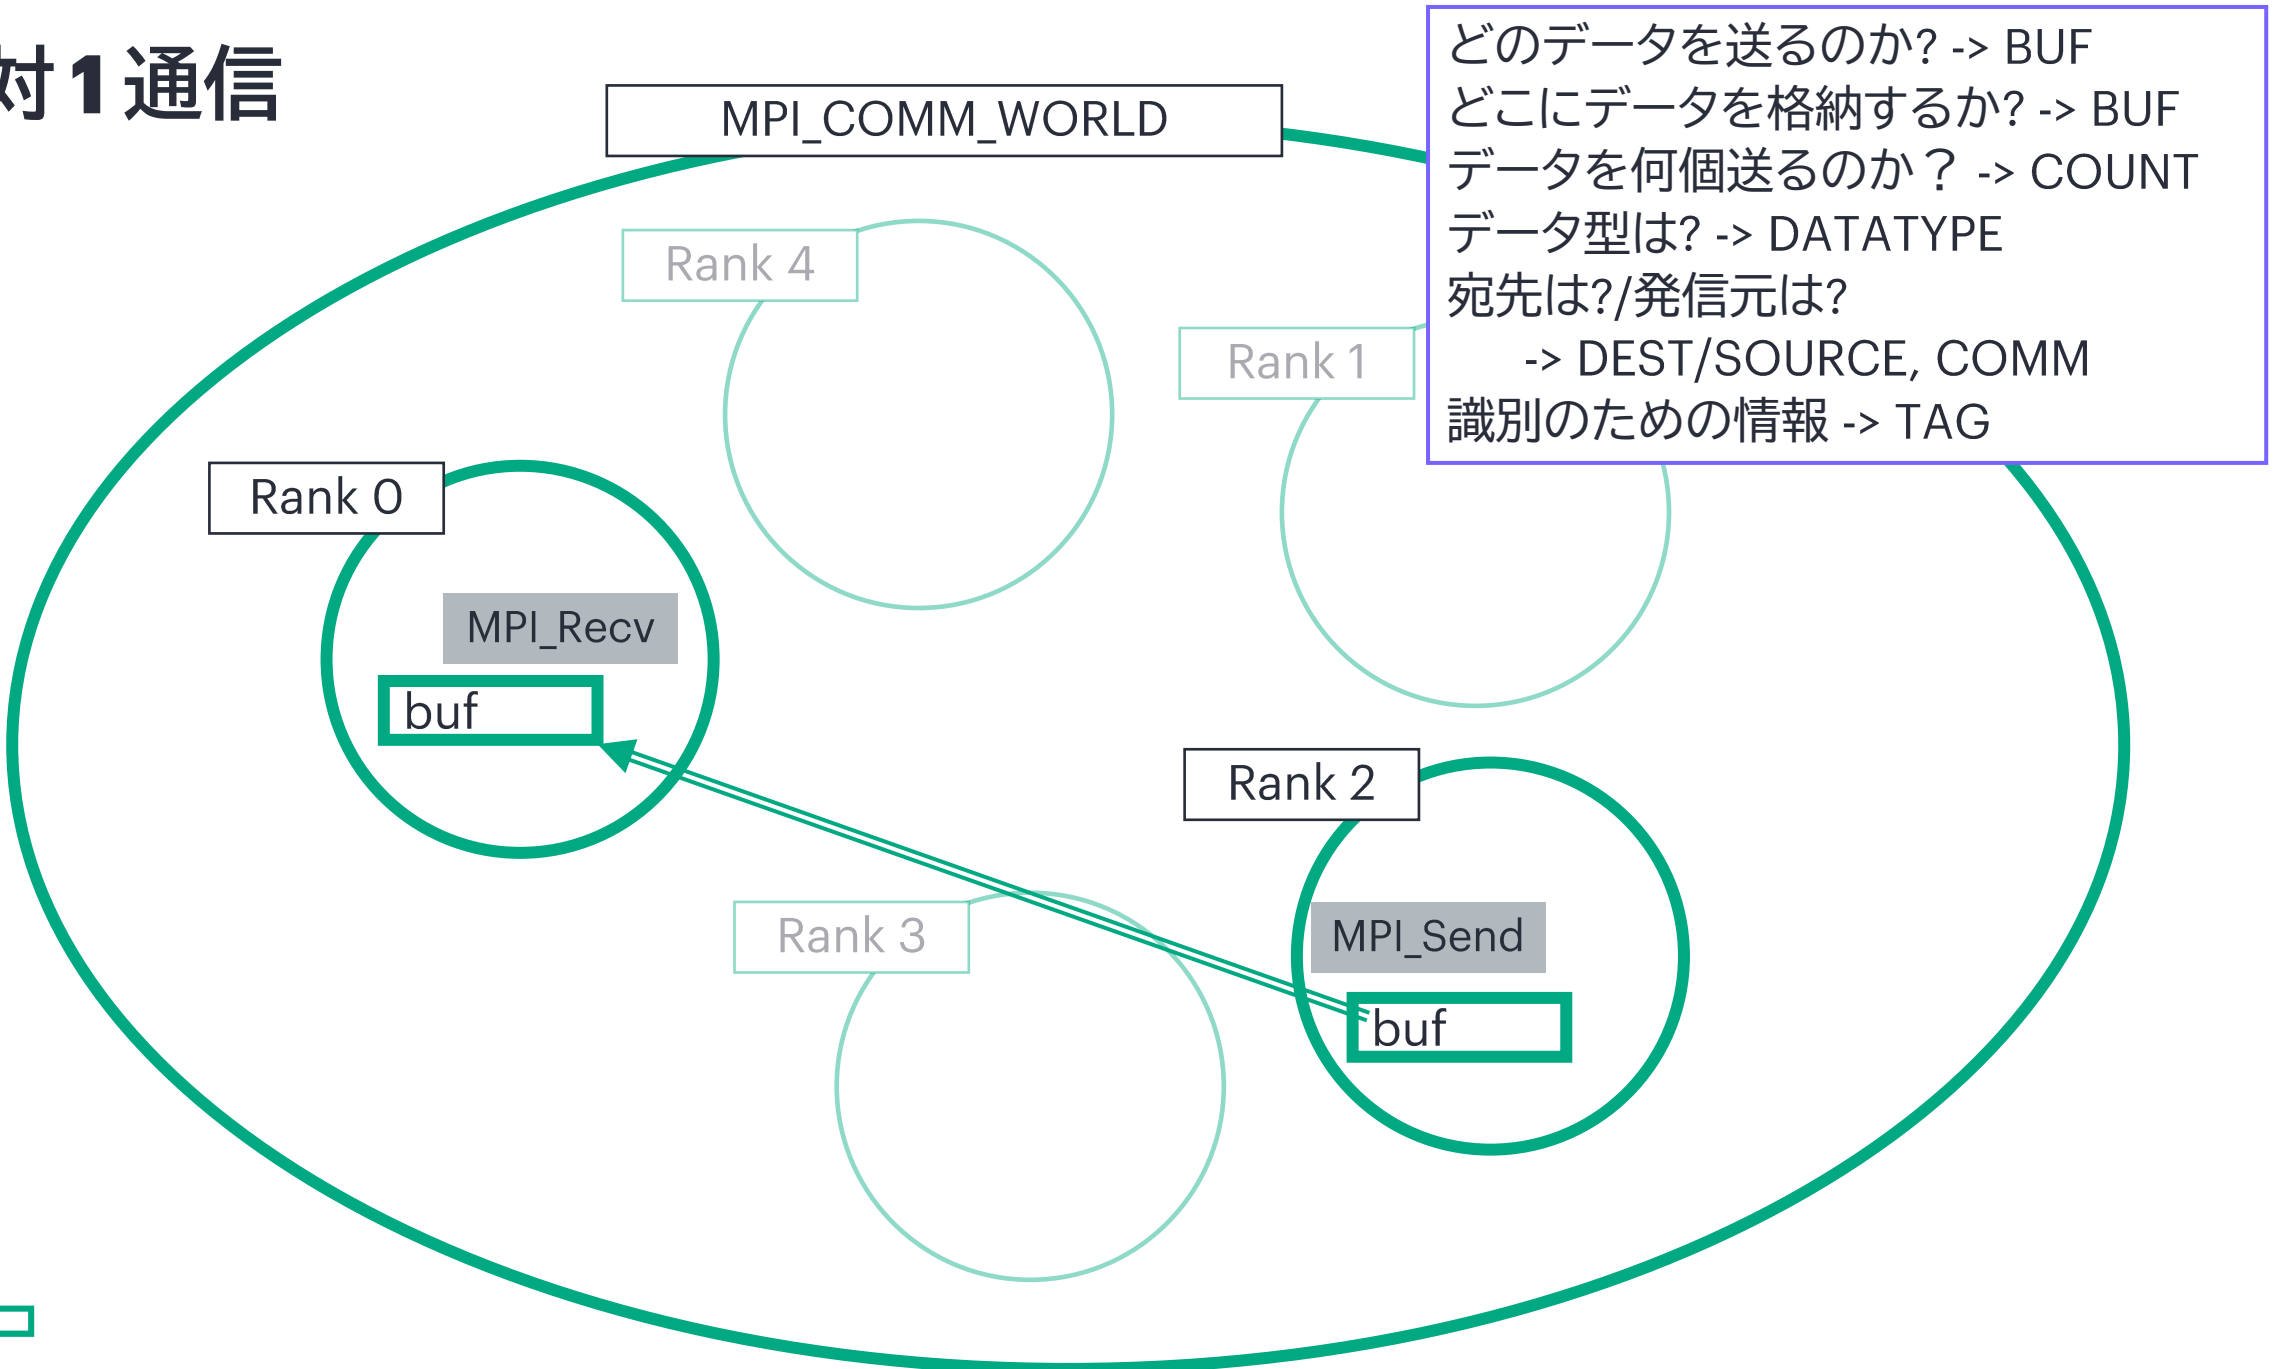 対1通信
MPI_COMM_WORLD
どのデータを送るのか? -> BUF
どこにデータを格納するか? -> BUF
データを何個送るのか？ -> COUNT
データ型は? -> DATATYPE
宛先は?/発信元は?
-> DEST/SOURCE, COMM
識別のための情報 -> TAG
Rank 4
Rank 1
Rank 0
MPI_Recv
buf
Rank 2
Rank 3
MPI_Send
buf